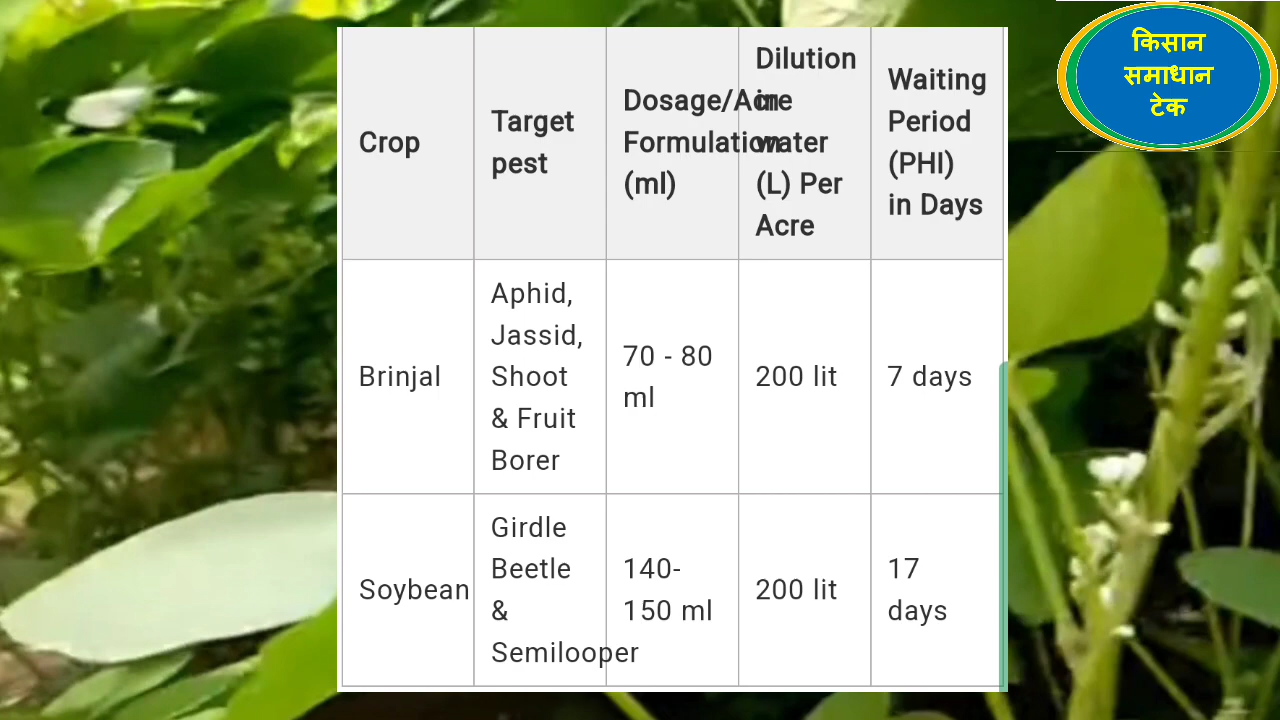 किसान
समाधान
टेक
Crop
Target
pest
Dosage/Acre
Formulation
(ml)
Dilution
in
water
(L) Per
Acre
Waiting
Period
(PHI)
in Days
Brinjal
Aphid,
Jassid,
Shoot
& Fruit
Borer
70 - 80
ml
200 lit
7 days
Soybean
Girdle
Beetle
&
Semilooper
140-
150 ml
200 lit
17
days